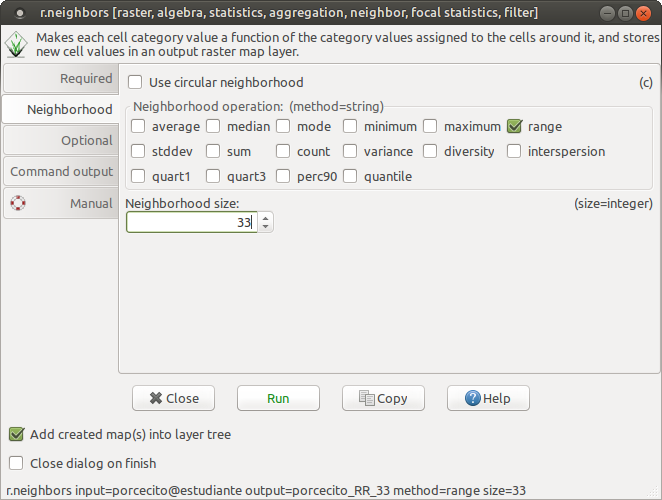 r.neighbors [raster, algebra, statistics, aggregation, neighbor, focal statistics, filter]
Makes each cell category value a function of the category values assigned to the cells around it, and stores
new cell values in an output raster map layer.
Required
Neighborhood
Optional
Command output
Manual
Use circular neighborhood (c)
Neighborhood operation: (method=string)
average median mode minimum maximum range
stddev sum count variance diversity interspersion
quart1 quart3 perc90 quantile
Neighborhood size: (size=integer)
33
Close Run Copy Help
Add created map(s) into layer tree
Close dialog on finish
r.neighbors input=porcecito@estudiante output=porcecito_RR_33 method=range size=33